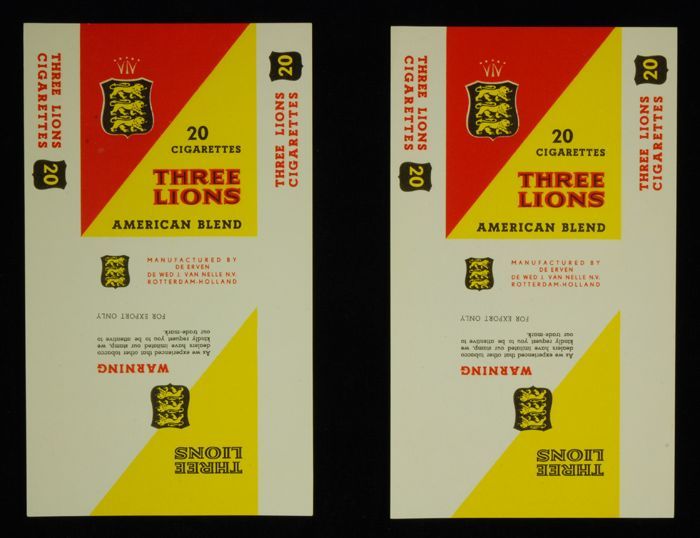 THREE LIONS
CIGARETTES
20
20
CIGARETTES
THREE
LIONS
AMERICAN BLEND
20
THREE LIONS
CIGARETTES
MANUFACTURED BY
DE ERVEN
DE WED J. VAN NELLE N.V.
ROTTERDAM-HOLLAND
FOR EXPORT ONLY
WARNING
As we experienced that other tobacco
dealers have imitated our stamp, we
kindly request you to be attentive to
our trade-mark.
THREE
LIONS
THREE LIONS
CIGARETTES
20
20
CIGARETTES
THREE
LIONS
AMERICAN BLEND
20
THREE LIONS
CIGARETTES
MANUFACTURED BY
DE ERVEN
DE WED J. VAN NELLE N.V.
ROTTERDAM-HOLLAND
FOR EXPORT ONLY
WARNING
As we experienced that other tobacco
dealers have imitated our stamp, we
kindly request you to be attentive to
our trade-mark.
THREE
LIONS